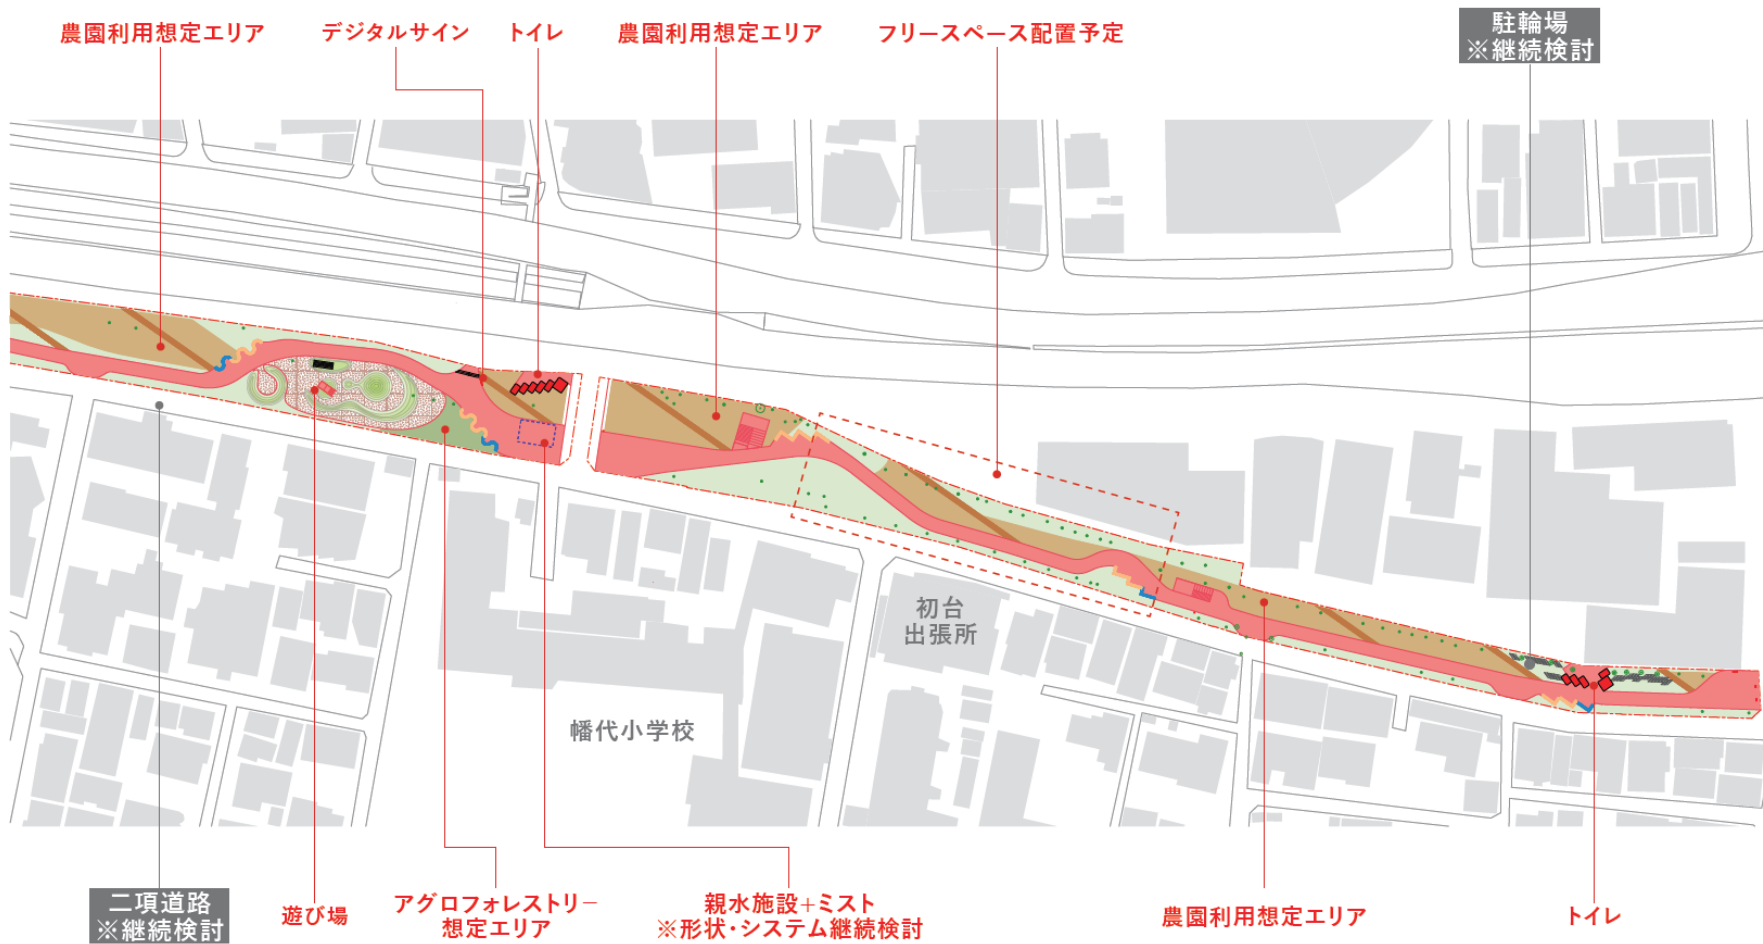 農園利用想定エリア
デジタルサイン
トイレ
農園利用想定エリア
フリースペース配置予定
駐輪場
※継続検討
初台
出張所
幡代小学校
二項道路
※継続検討
遊び場
アグロフォレストリー
想定エリア
親水施設+ミスト
※形状・システム継続検討
農園利用想定エリア
トイレ